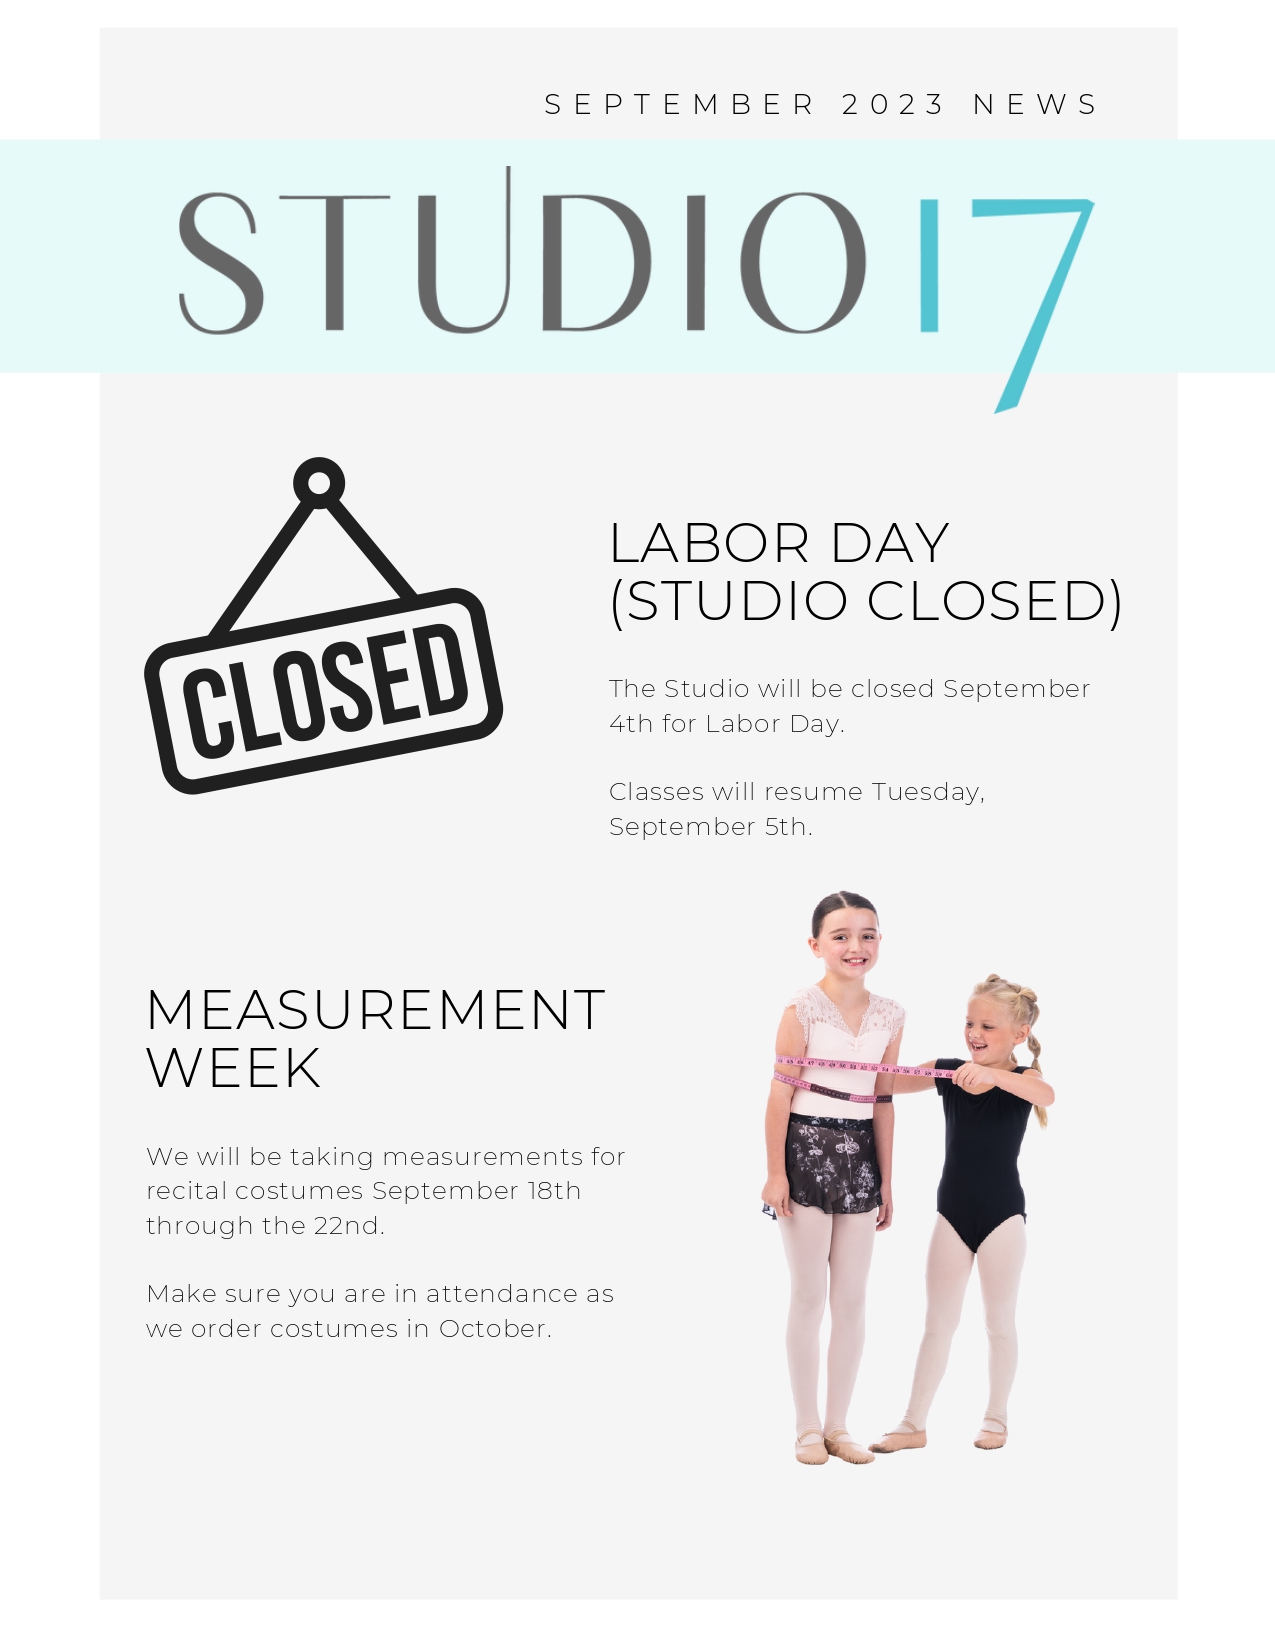 SEPTEMBER 2023 NEWS
STUDIO 17
CLOSED
LABOR DAY
(STUDIO CLOSED)
The Studio will be closed September
4th for Labor Day.
Classes will resume Tuesday,
September 5th.
MEASUREMENT
WEEK
We will be taking measurements for
recital costumes September 18th
through the 22nd.
Make sure you are in attendance as
we order costumes in October.